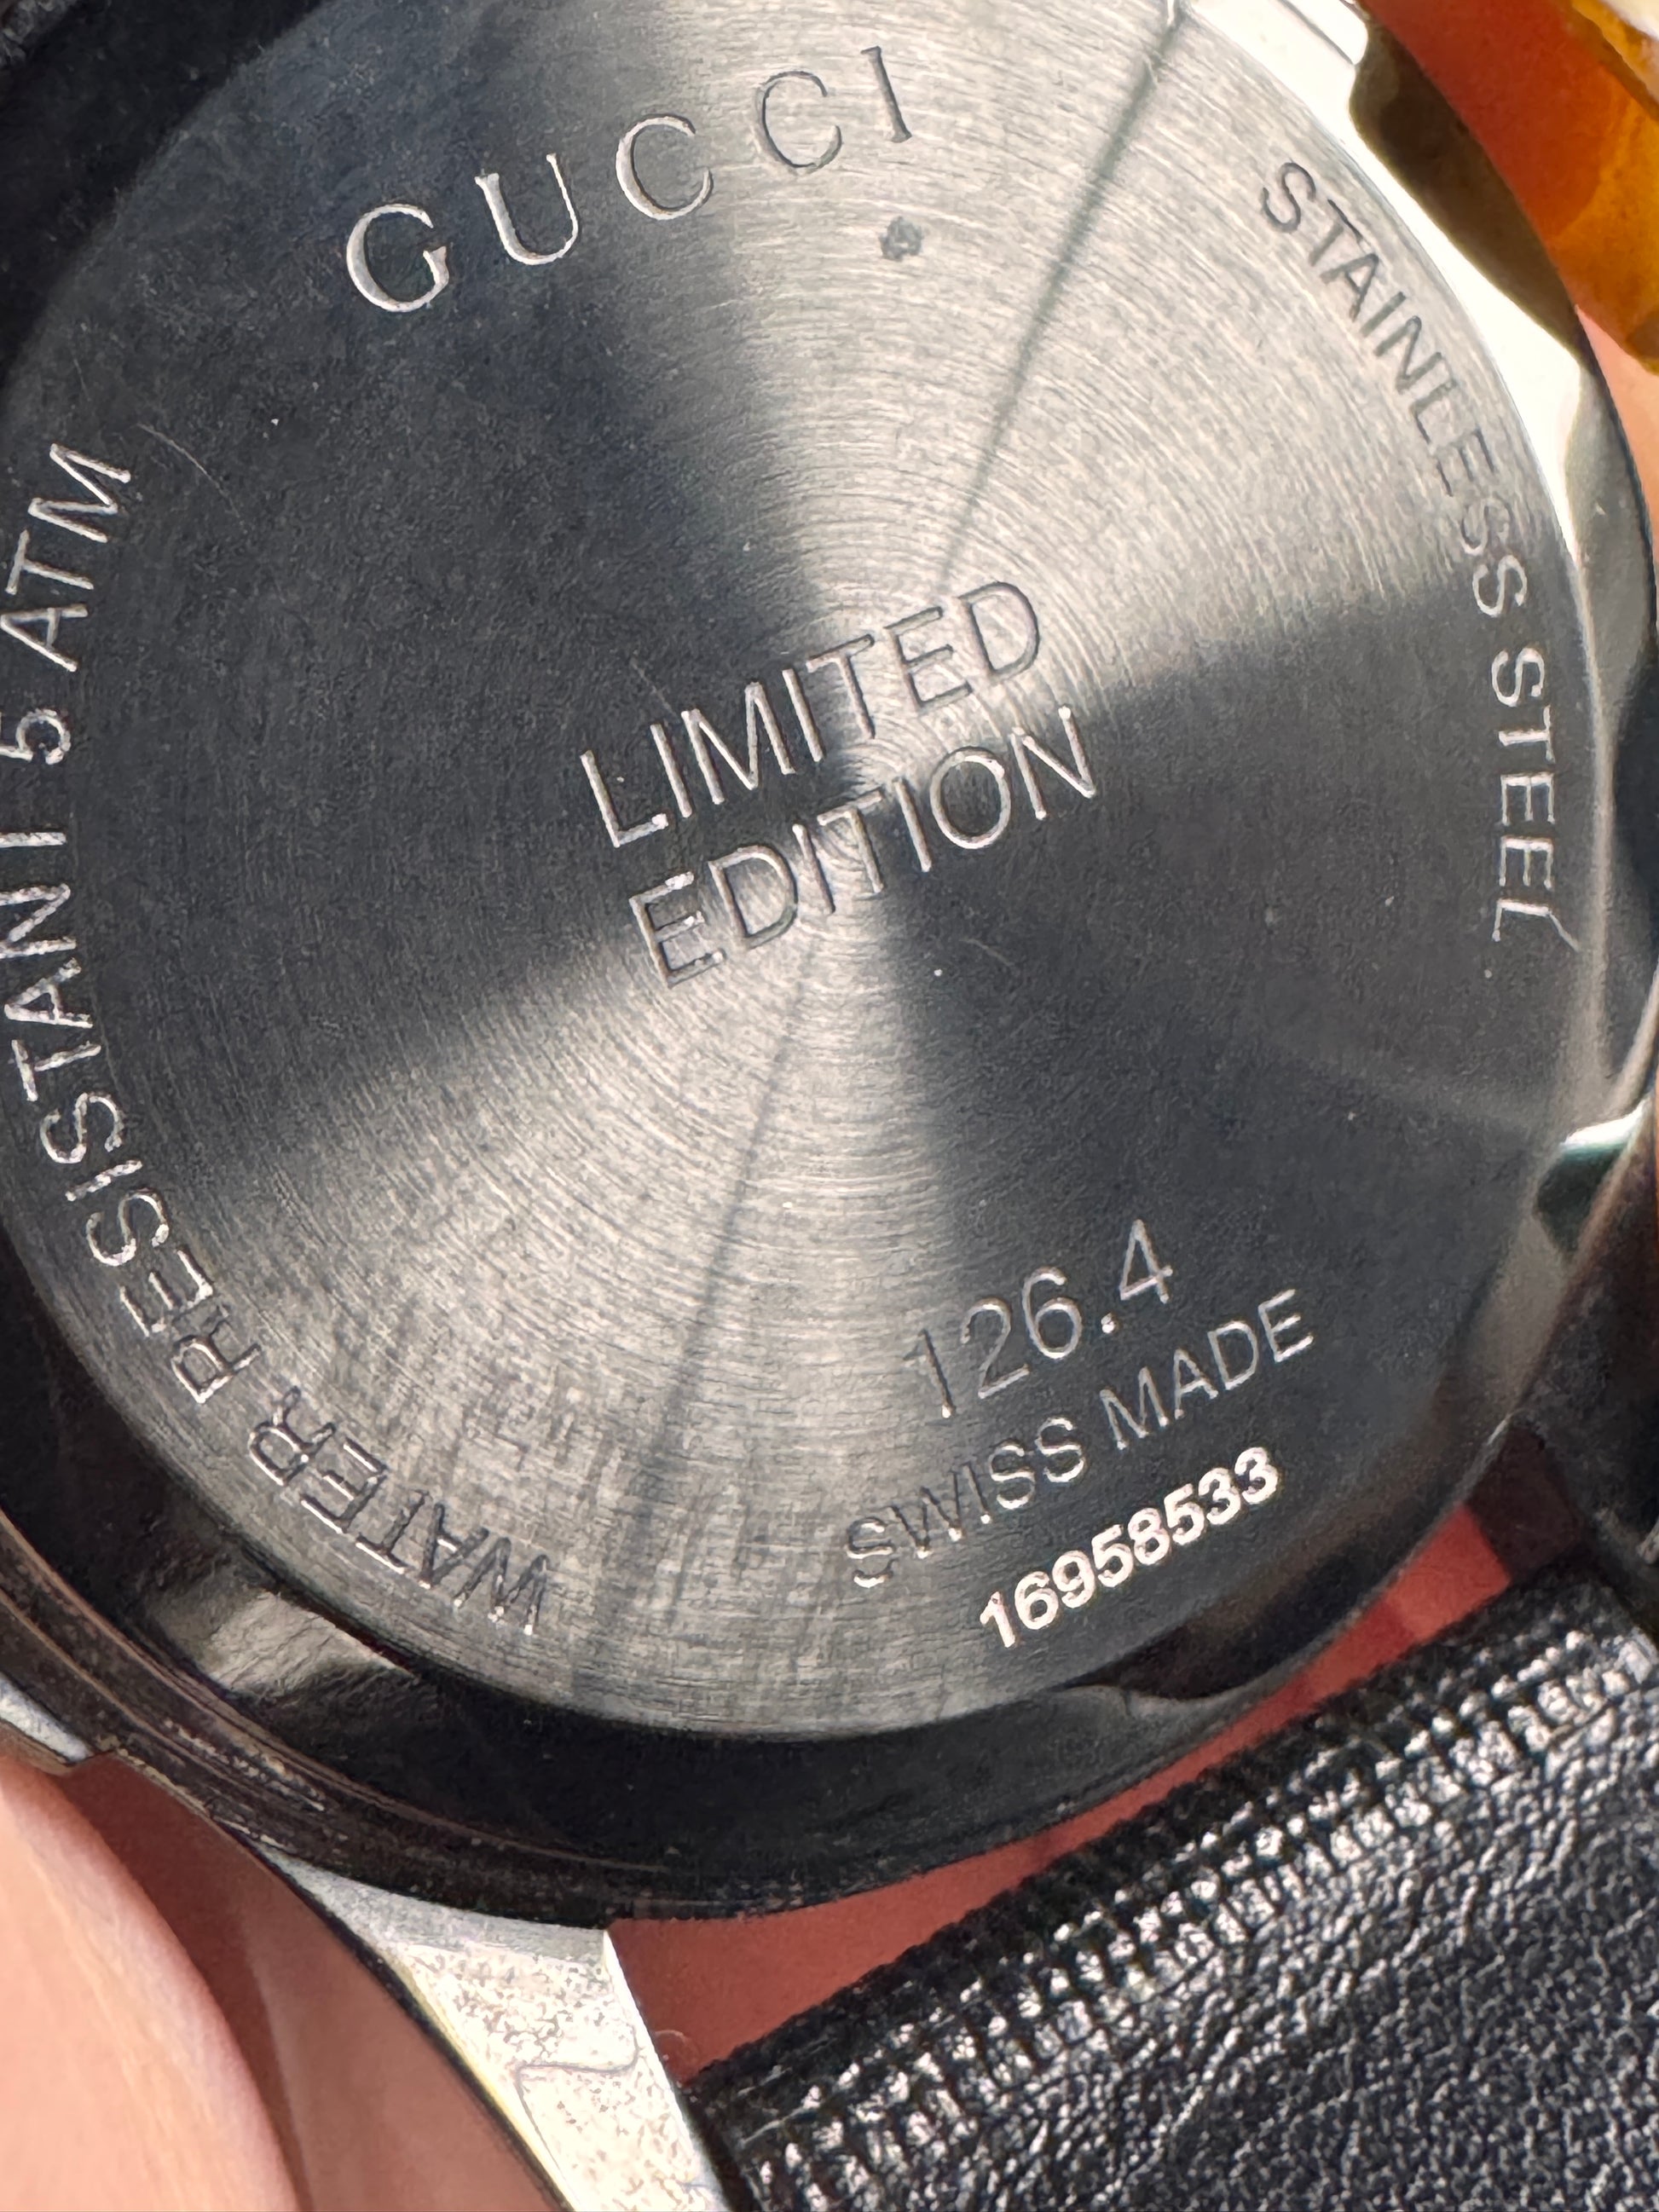 GUCCI
STAINLESS STEEL
LIMITED
EDITION
WATER RESISTANT 5 ATM
126.4
SWISS MADE
16958533